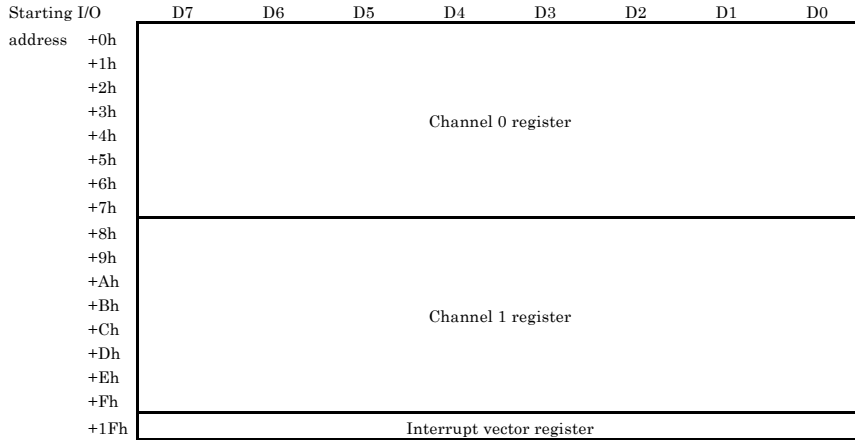 Starting I/O D7 D6 D5 D4 D3 D2 D1 D0
address +0h
+1h
+2h
+3h
Channel 0 register
+4h
+5h
+6h
+7h
+8h
+9h
+Ah
+Bh
Channel 1 register
+Ch
+Dh
+Eh
+Fh
+1Fh Interrupt vector register